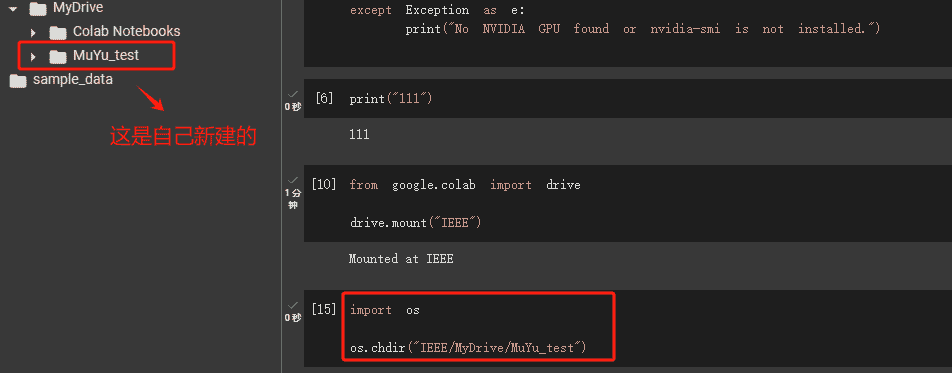 MyDrive
Colab Notebooks
MuYu_test
sample_data
这是自己新建的
except Exception as e:
print("No NVIDIA GPU found or nvidia-smi is not installed.")
[6] print("111")
0秒
111
[10] from google.colab import drive
1分
钟
drive.mount("IEEE")
Mounted at IEEE
[15] import os
0秒
os.chdir("IEEE/MyDrive/MuYu_test")